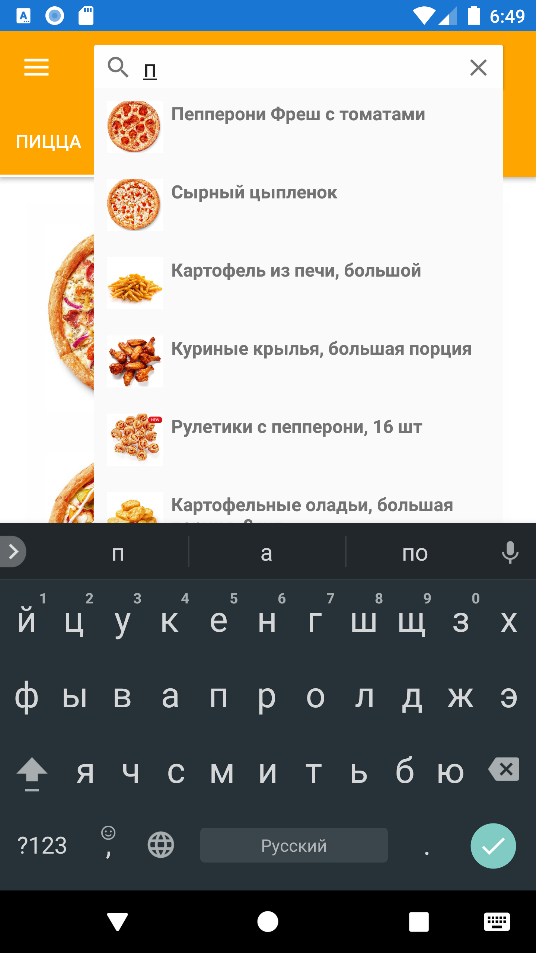 6:49
П
ПИЦЦА
Пепперони Фреш с томатами
Сырный цыпленок
Картофель из печи, большой
Куриные крылья, большая порция
Рулетики с пепперони, 16 шт
Картофельные оладьи, большая
п а по
1 2 3 4 5 6 7 8 9 0
й ц у к е н г ш щ з х
ф ы в а п р о л д ж э
я ч с м и т ь б ю
?123 , Русский .